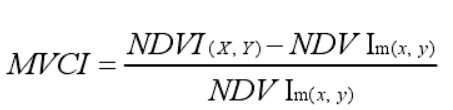 NDVI (X, Y) – NDV Im(x, y)
MVCI =
NDV Im(x, y)